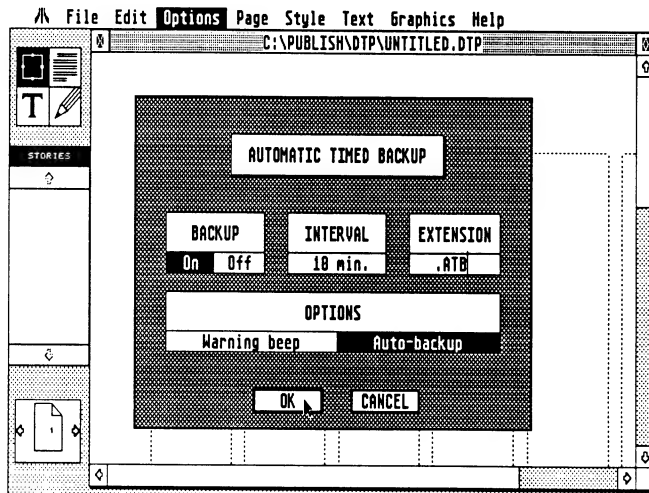 File Edit Options Page Style Text Graphics Help
C:\PUBLISH\DTP\UNTITLED.DTP
T
STORIES
AUTOMATIC TIMED BACKUP
BACKUP
On Off
INTERVAL
10 min.
EXTENSION
.ATB
OPTIONS
Warning beep Auto-backup
OK CANCEL
1